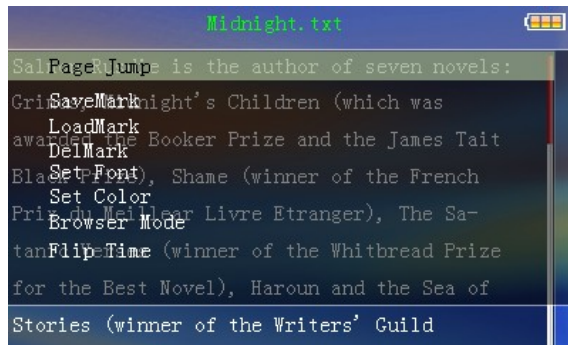 Midnight.txt
Page Jump
is the author of seven novels:
SaveMark
Midnight's Children (which was
LoadMark
awarded the Booker Prize and the James Tait
DelMark
Set Font
Shame (winner of the French
Set Color
Livre Etranger), The Sa-
Browser Mode
Flip Time
(winner of the Whitbread Prize
for the Best Novel), Haroun and the Sea of
Stories (winner of the Writers' Guild